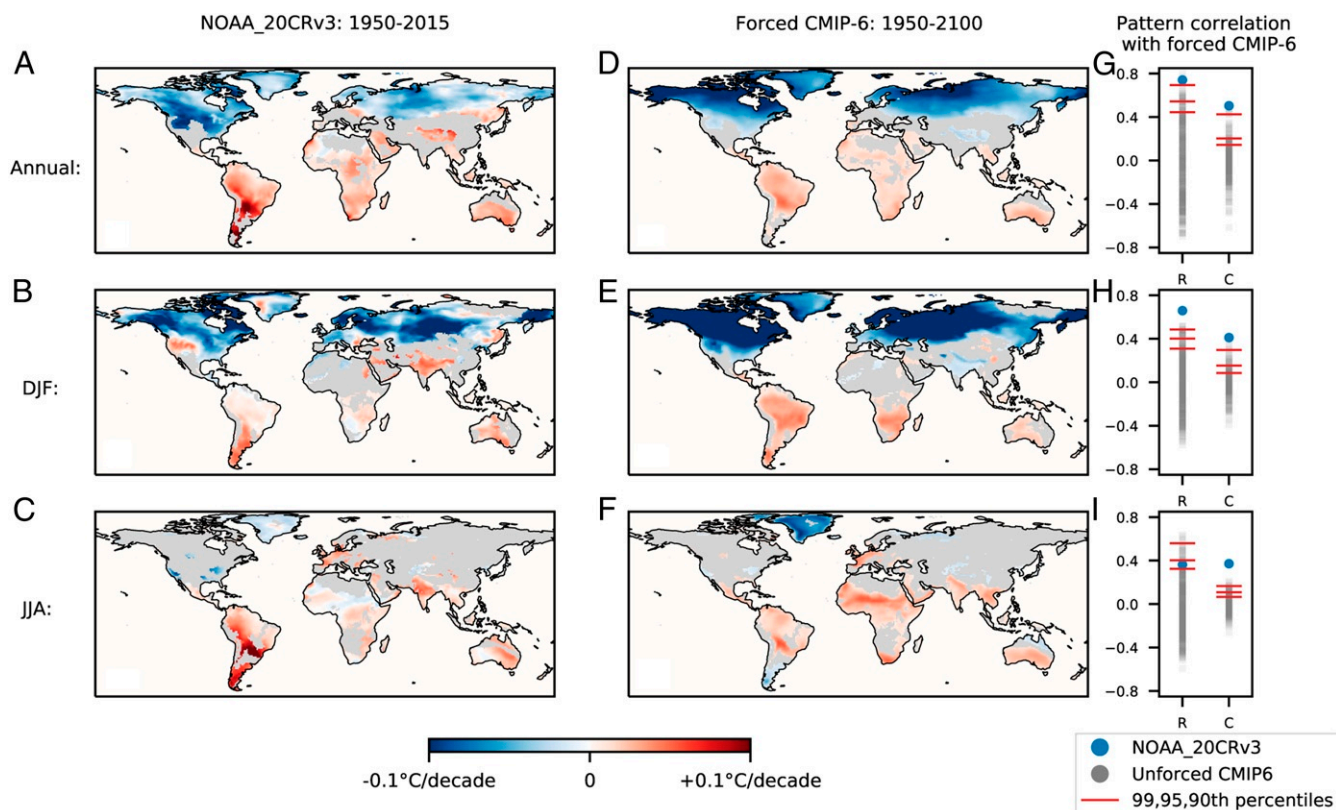 NOAA_20CRv3: 1950-2015
Forced CMIP-6: 1950-2100
Pattern correlation
with forced CMIP-6
A
D
G
Annual:
0.8
0.4
0.0
−0.4
−0.8
R
C
B
E
H
DJF:
0.8
0.4
0.0
−0.4
−0.8
R
C
C
F
I
JJA:
0.8
0.4
0.0
−0.4
−0.8
R
C
-0.1°C/decade
0
+0.1°C/decade
NOAA_20CRv3
Unforced CMIP6
99,95,90th percentiles